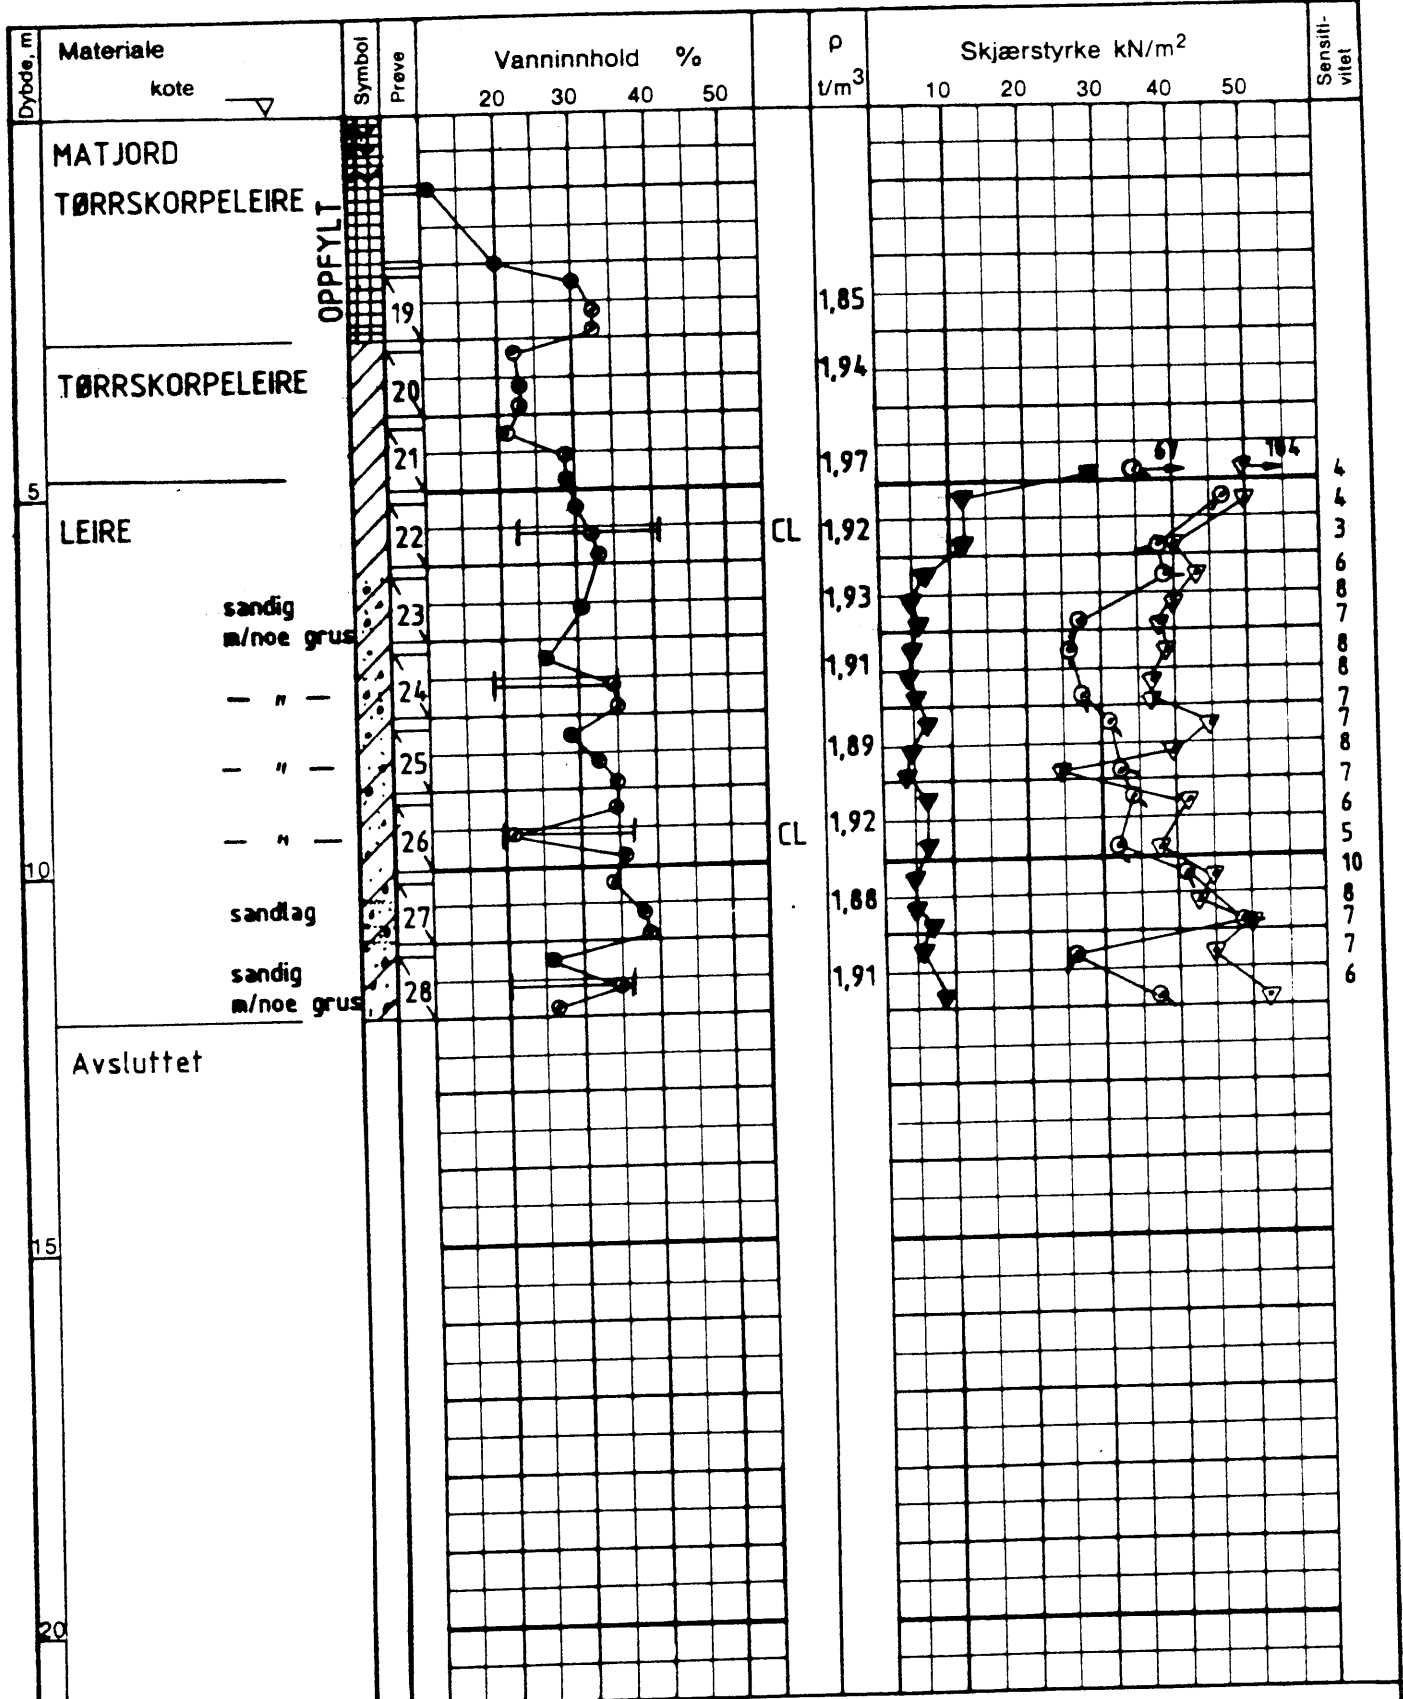 Dybde, m
Materiale
kote
Symbol
Prøve
Vanninnhold %
20 30 40 50
ρ
t/m³
Skjærstyrke kN/m²
10 20 30 40 50
Sensiti-
vitet
MATJORD
TØRRSKORPELEIRE
OPPFYLT
19 1,85
TØRRSKORPELEIRE 20 1,94
21 1,97 67 104 4
5 4
LEIRE 22 CL 1,92 3
6
8
sandig 23 1,93 7
m/noe grus 8
— " — 24 1,91 8
7
7
— " — 25 1,89 8
7
6
— " — 26 CL 1,92 5
10 10
8
sandlag 27 1,88 7
7
sandig 1,91 6
m/noe grus 28
Avsluttet
15
20